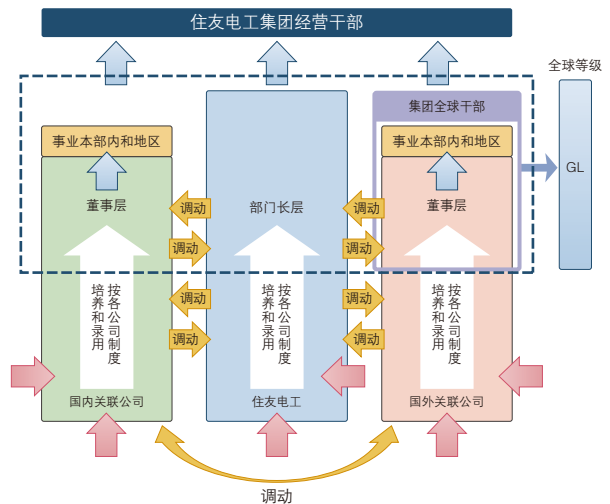 住友电工集团经营干部
全球等级
集团全球干部
事业本部内和地区
事业本部内和地区
GL
董事层
调动
部门长层
调动
董事层
调动
调动
按各公司制度
培养和录用
调动
按各公司制度
培养和录用
调动
按各公司制度
培养和录用
调动
调动
国内关联公司
住友电工
国外关联公司
调动